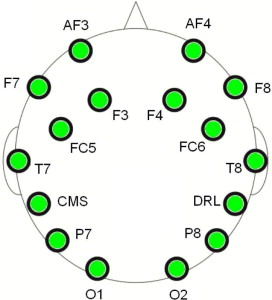 AF3 AF4
F7 F8
F3 F4
FC5 FC6
T7 T8
CMS DRL
P7 P8
O1 O2